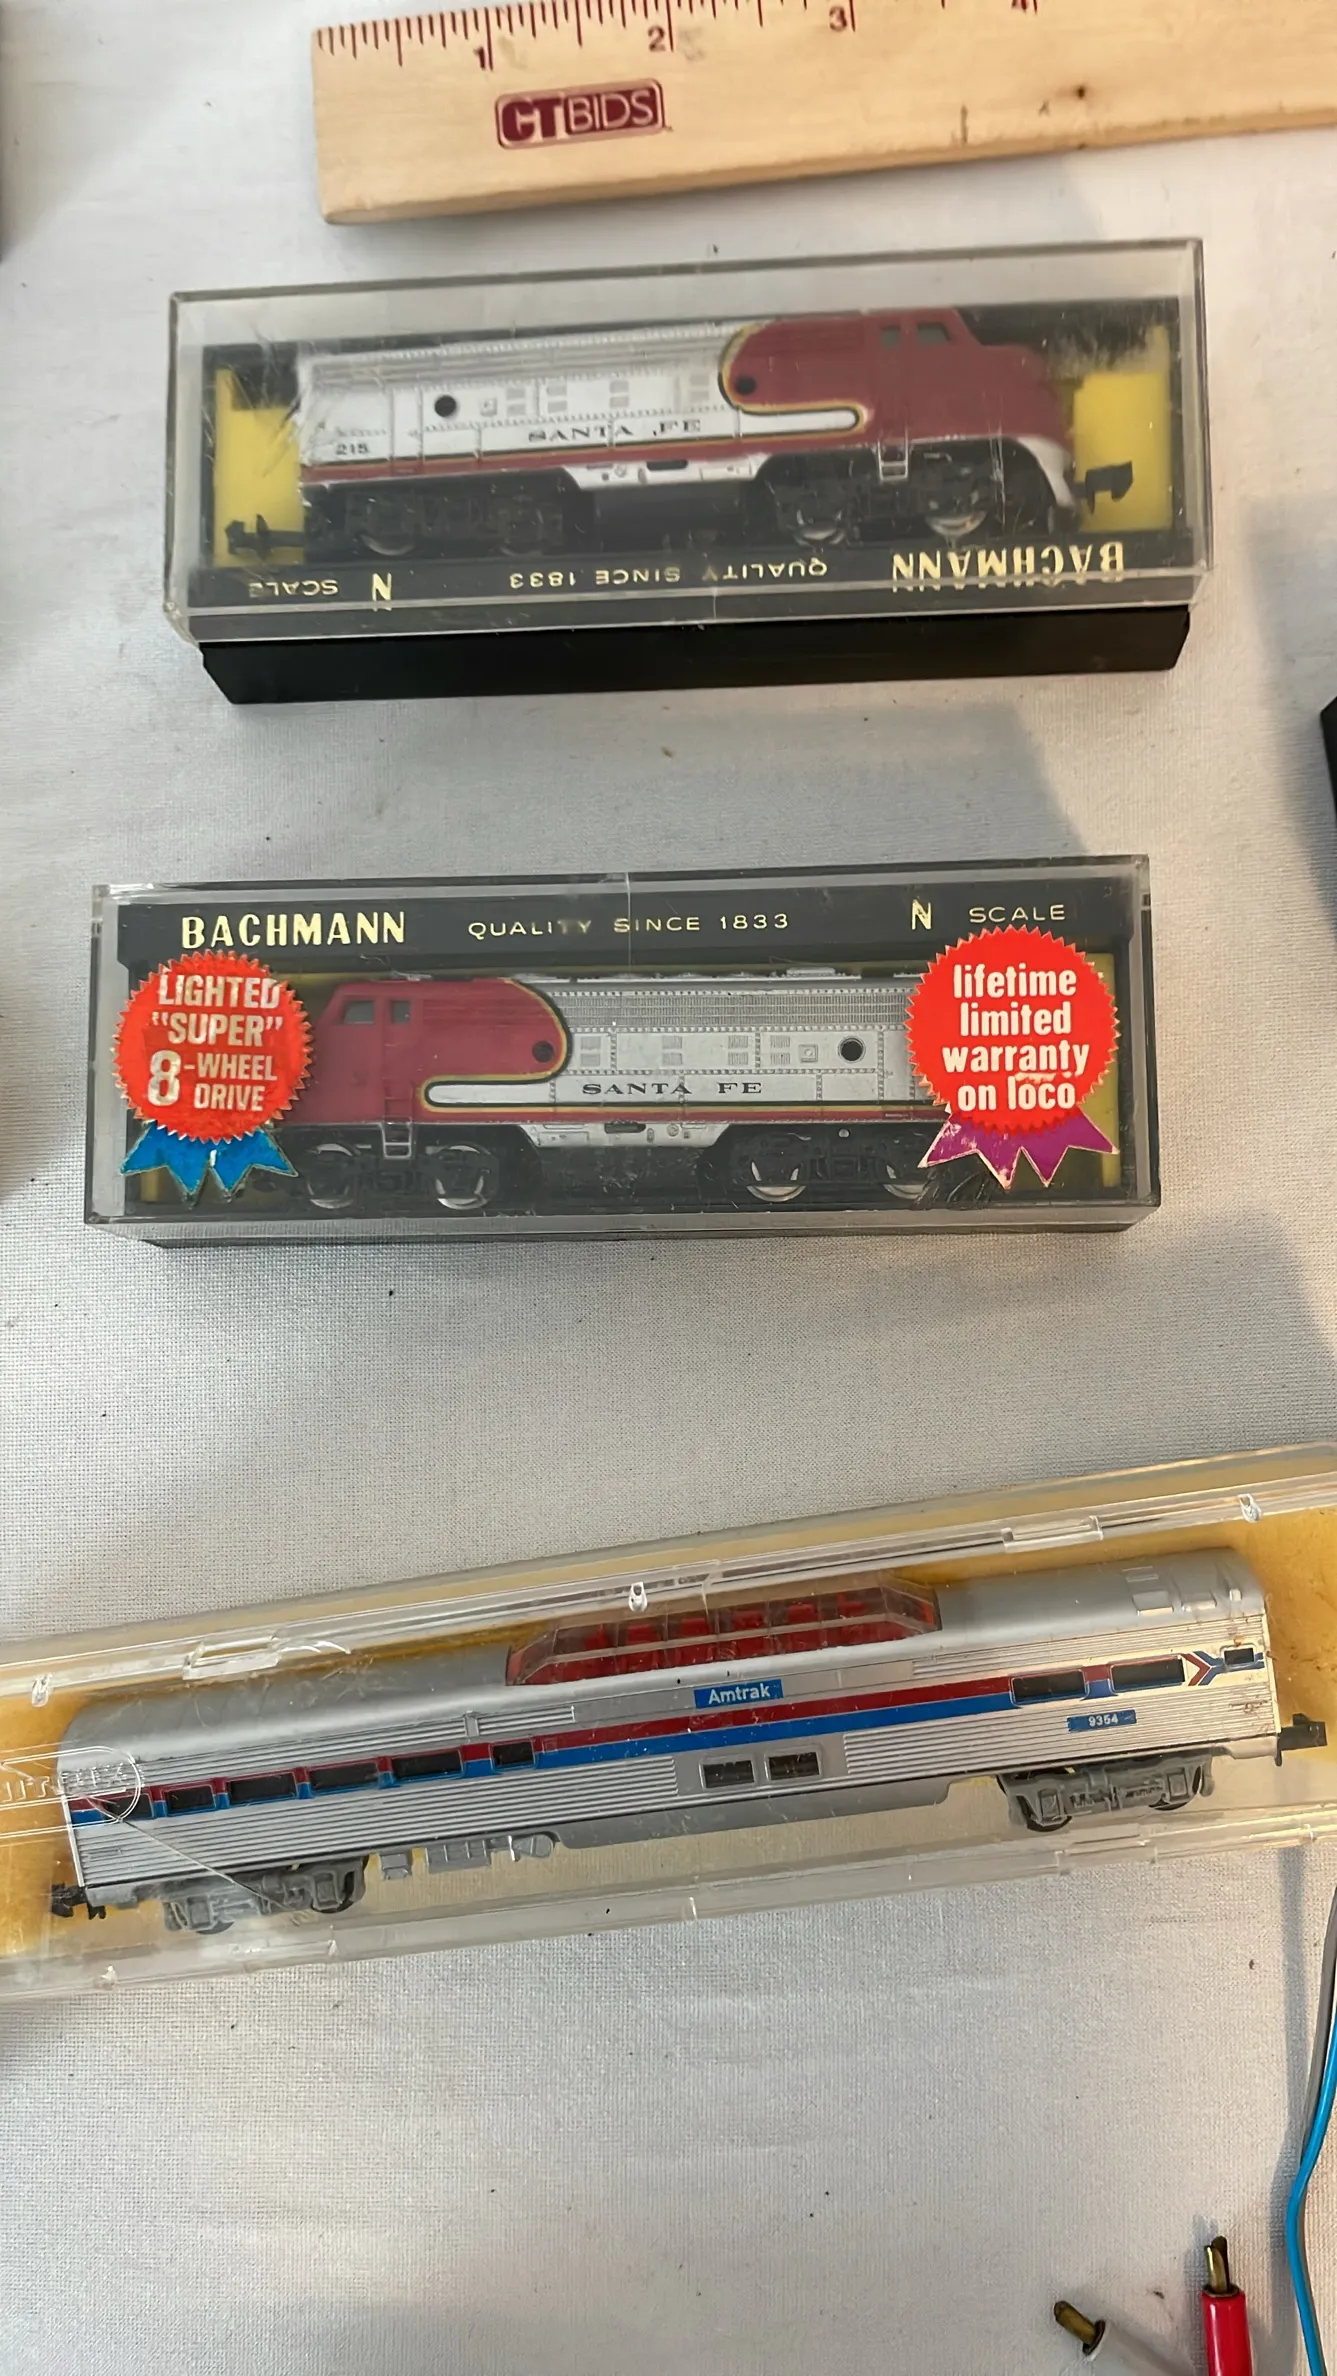 1 2 3 4
CTBIDS
SANTA FE
215
BACHMANN QUALITY SINCE 1833 N SCALE
BACHMANN QUALITY SINCE 1833 N SCALE
LIGHTED
"SUPER"
8-WHEEL
DRIVE
lifetime
limited
warranty
on loco
SANTA FE
Amtrak
9354